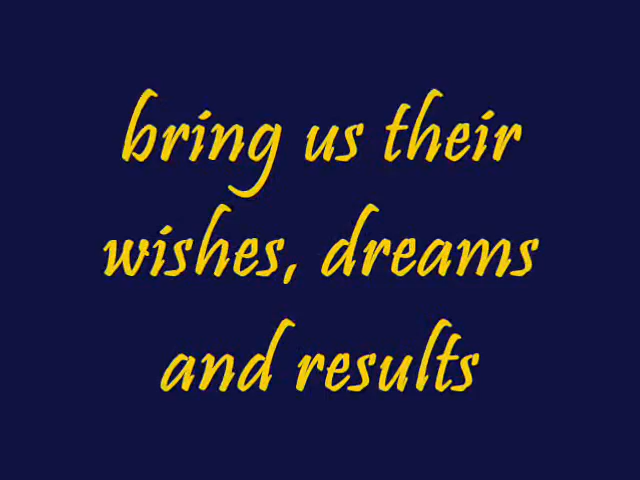 bring us their
wishes, dreams
and results